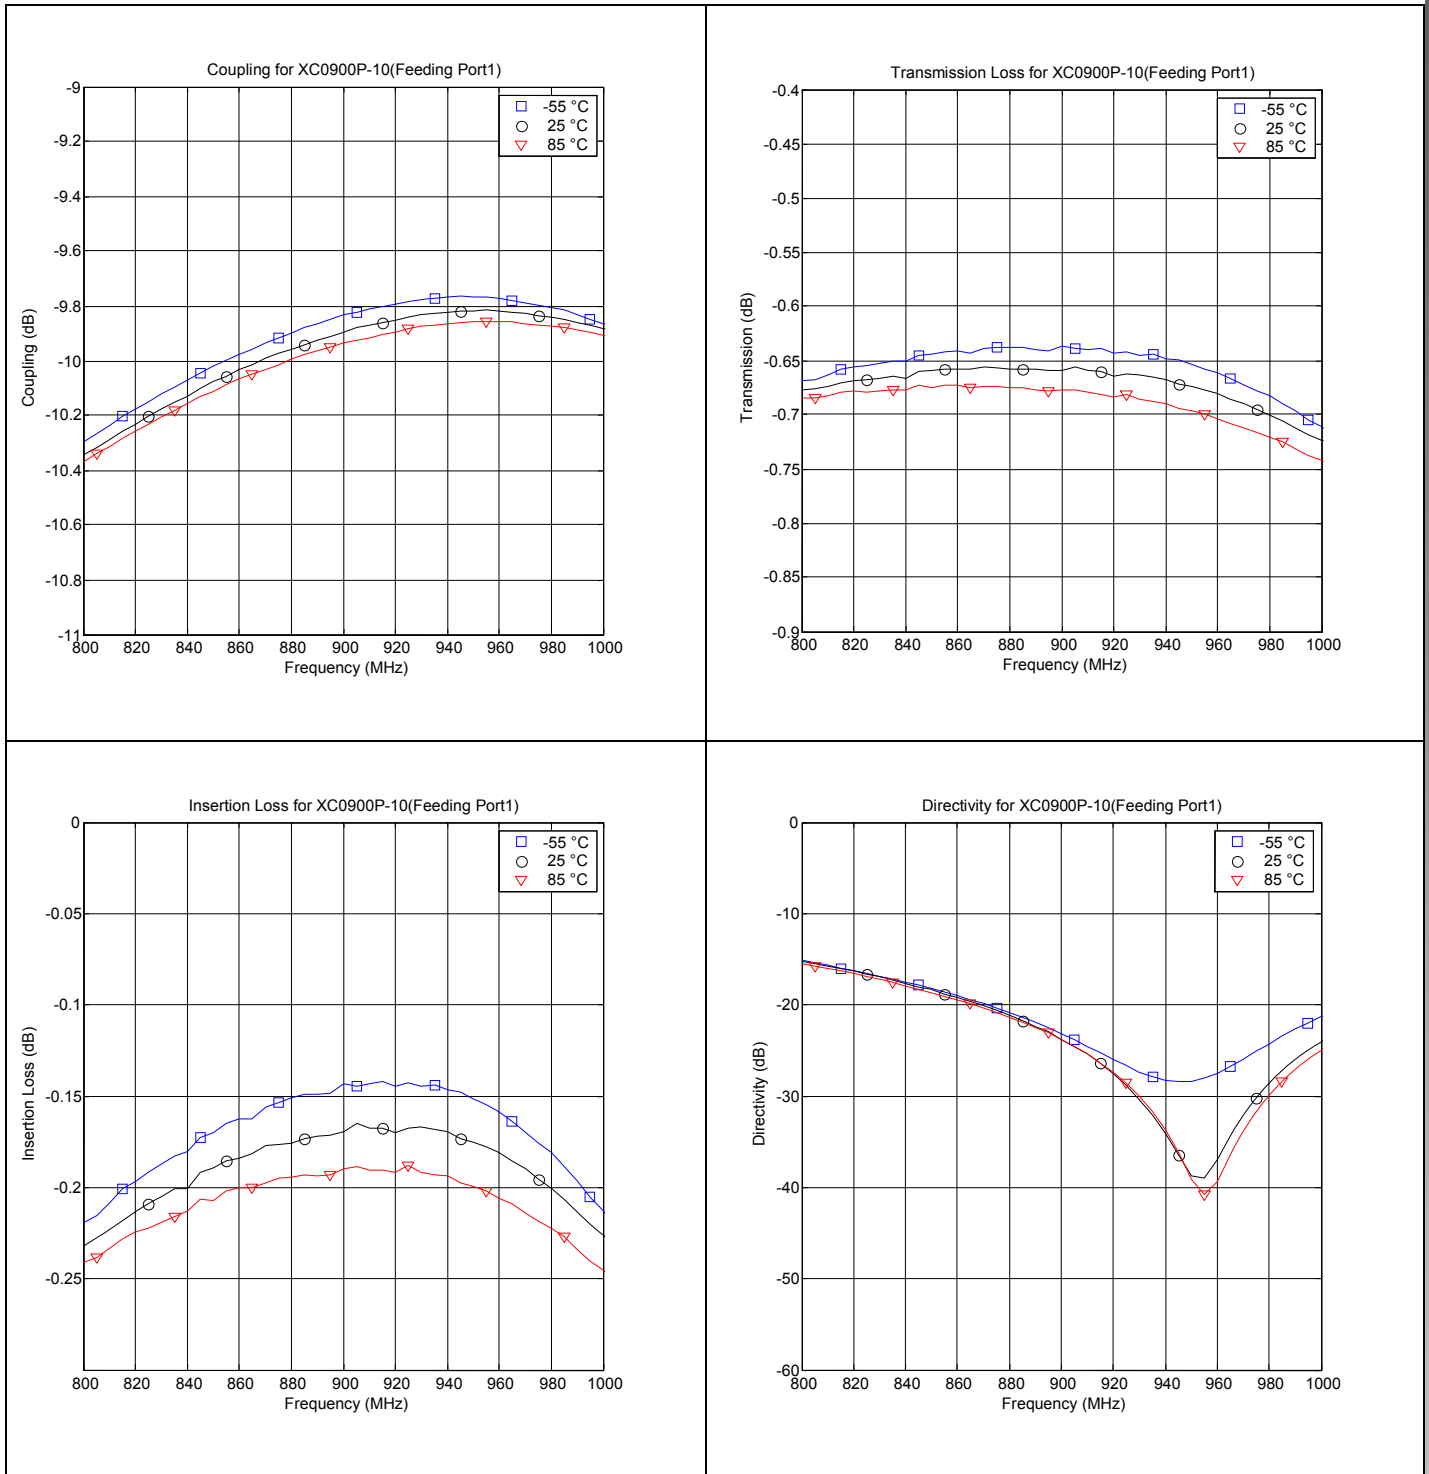 Coupling for XC0900P-10(Feeding Port1)
-9
-9.2
-9.4
-9.6
-9.8
-10
-10.2
-10.4
-10.6
-10.8
-11
Coupling (dB)
-55 °C
25 °C
85 °C
800 820 840 860 880 900 920 940 960 980 1000
Frequency (MHz)
Transmission Loss for XC0900P-10(Feeding Port1)
-0.4
-0.45
-0.5
-0.55
-0.6
-0.65
-0.7
-0.75
-0.8
-0.85
-0.9
Transmission (dB)
-55 °C
25 °C
85 °C
800 820 840 860 880 900 920 940 960 980 1000
Frequency (MHz)
Insertion Loss for XC0900P-10(Feeding Port1)
0
-0.05
-0.1
-0.15
-0.2
-0.25
Insertion Loss (dB)
-55 °C
25 °C
85 °C
800 820 840 860 880 900 920 940 960 980 1000
Frequency (MHz)
Directivity for XC0900P-10(Feeding Port1)
0
-10
-20
-30
-40
-50
-60
Directivity (dB)
-55 °C
25 °C
85 °C
800 820 840 860 880 900 920 940 960 980 1000
Frequency (MHz)